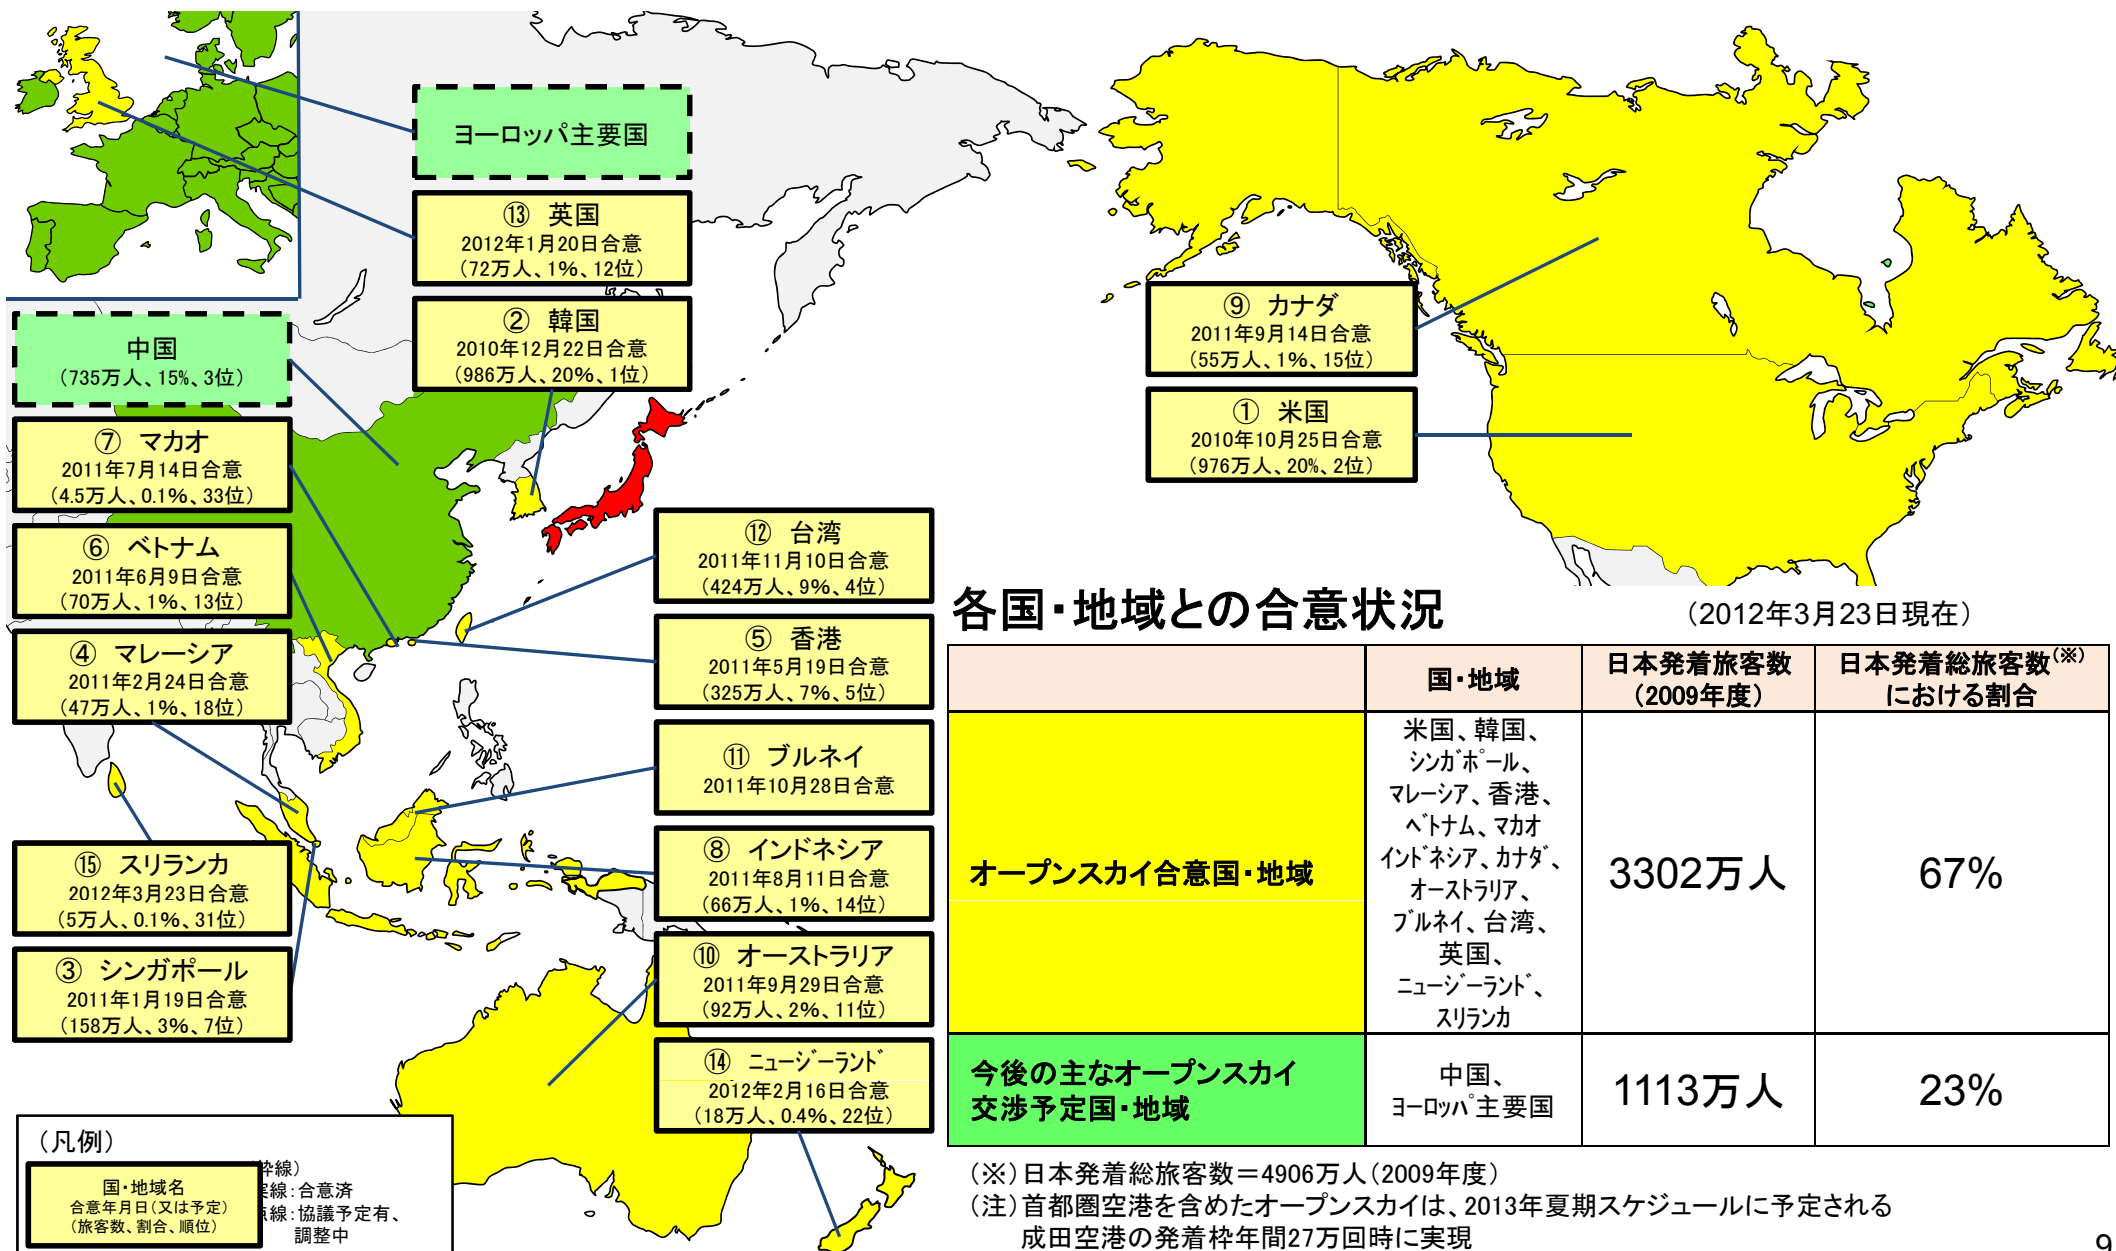 ヨーロッパ主要国
⑬ 英国
2012年1月20日合意
（72万人、1%、12位）
② 韓国
2010年12月22日合意
（986万人、20%、1位）
中国
（735万人、15%、3位）
⑦ マカオ
2011年7月14日合意
（4.5万人、0.1%、33位）
⑥ ベトナム
2011年6月9日合意
（70万人、1%、13位）
④ マレーシア
2011年2月24日合意
（47万人、1%、18位）
⑮ スリランカ
2012年3月23日合意
（5万人、0.1%、31位）
③ シンガポール
2011年1月19日合意
（158万人、3%、7位）
⑫ 台湾
2011年11月10日合意
（424万人、9%、4位）
⑤ 香港
2011年5月19日合意
（325万人、7%、5位）
⑪ ブルネイ
2011年10月28日合意
⑧ インドネシア
2011年8月11日合意
（66万人、1%、14位）
⑩ オーストラリア
2011年9月29日合意
（92万人、2%、11位）
⑭ ニュージーランド
2012年2月16日合意
（18万人、0.4%、22位）
⑨ カナダ
2011年9月14日合意
（55万人、1%、15位）
① 米国
2010年10月25日合意
（976万人、20%、2位）
各国・地域との合意状況
（2012年3月23日現在）
国・地域
日本発着旅客数
（2009年度）
日本発着総旅客数（※）
における割合
オープンスカイ合意国・地域
米国、韓国、
シンガポール、
マレーシア、香港、
ベトナム、マカオ
インドネシア、カナダ、
オーストラリア、
ブルネイ、台湾、
英国、
ニュージーランド、
スリランカ
3302万人
67%
今後の主なオープンスカイ
交渉予定国・地域
中国、
ヨーロッパ主要国
1113万人
23%
（※）日本発着総旅客数＝4906万人（2009年度）
（注）首都圏空港を含めたオープンスカイは、2013年夏期スケジュールに予定される
成田空港の発着枠年間27万回時に実現
（凡例）
国・地域名
合意年月日（又は予定）
（旅客数、割合、順位）
枠線）
実線：合意済
点線：協議予定有、
調整中
9